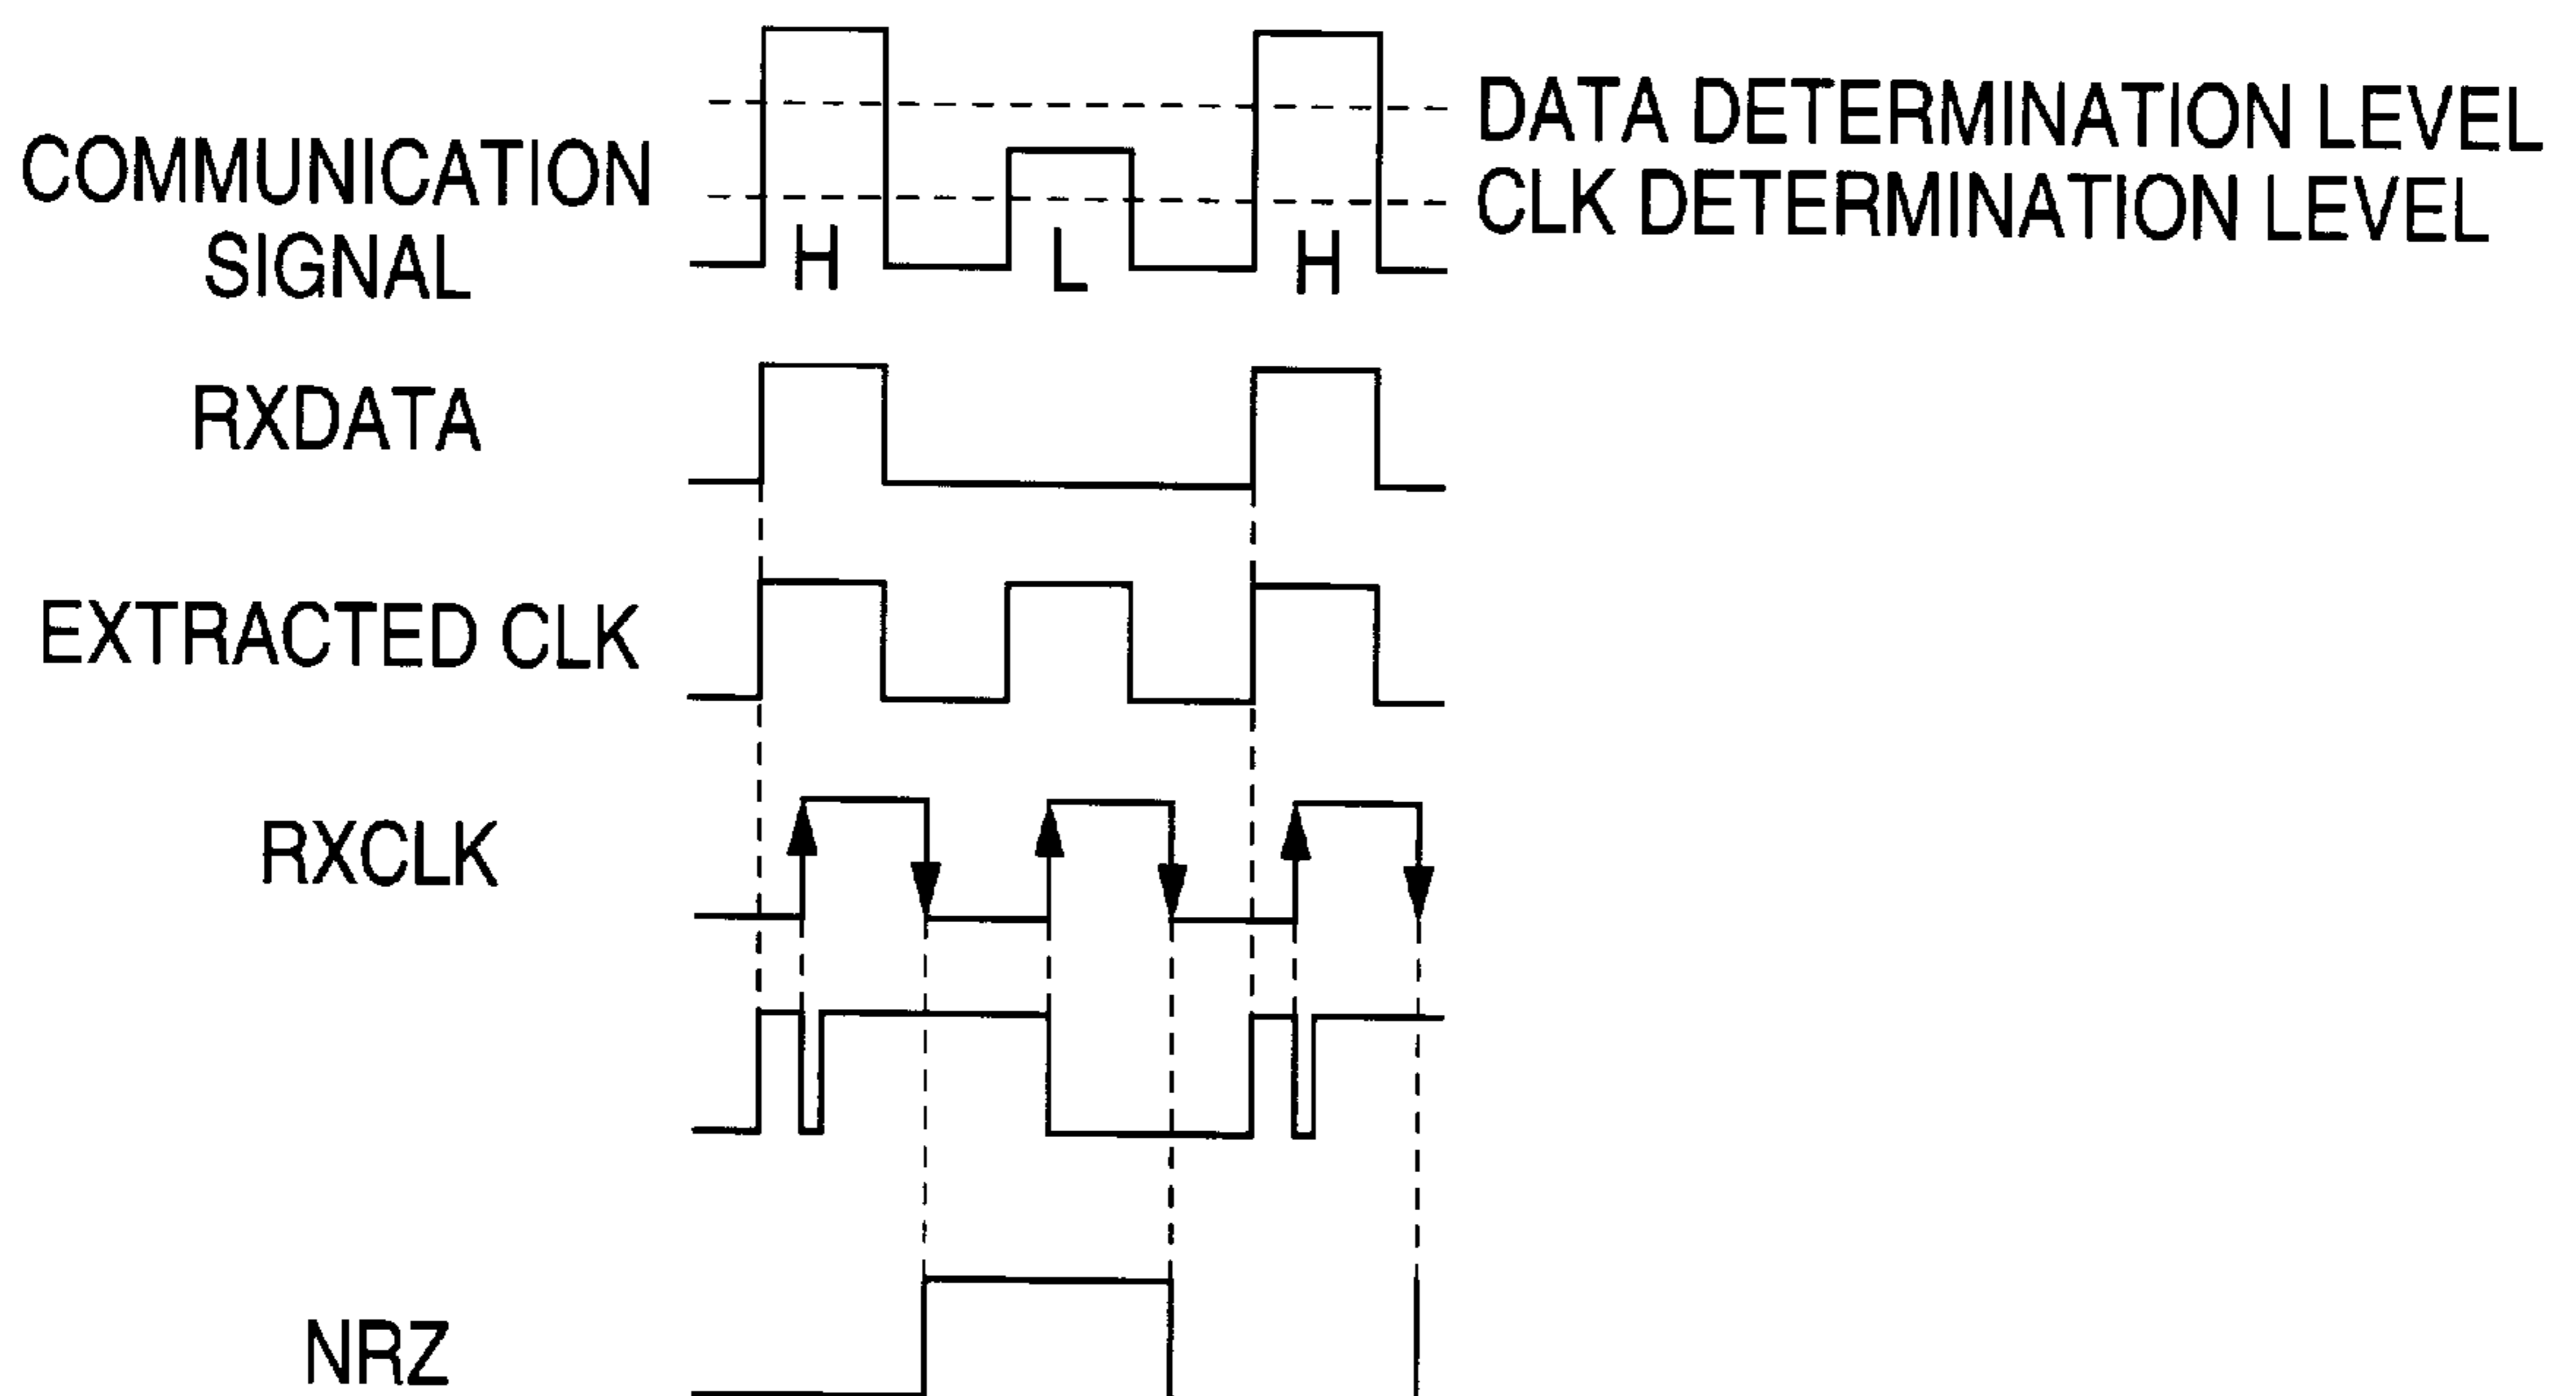 DATA DETERMINATION LEVEL
COMMUNICATION
SIGNAL
CLK DETERMINATION LEVEL
H
L
H
RXDATA
EXTRACTED CLK
RXCLK
NRZ